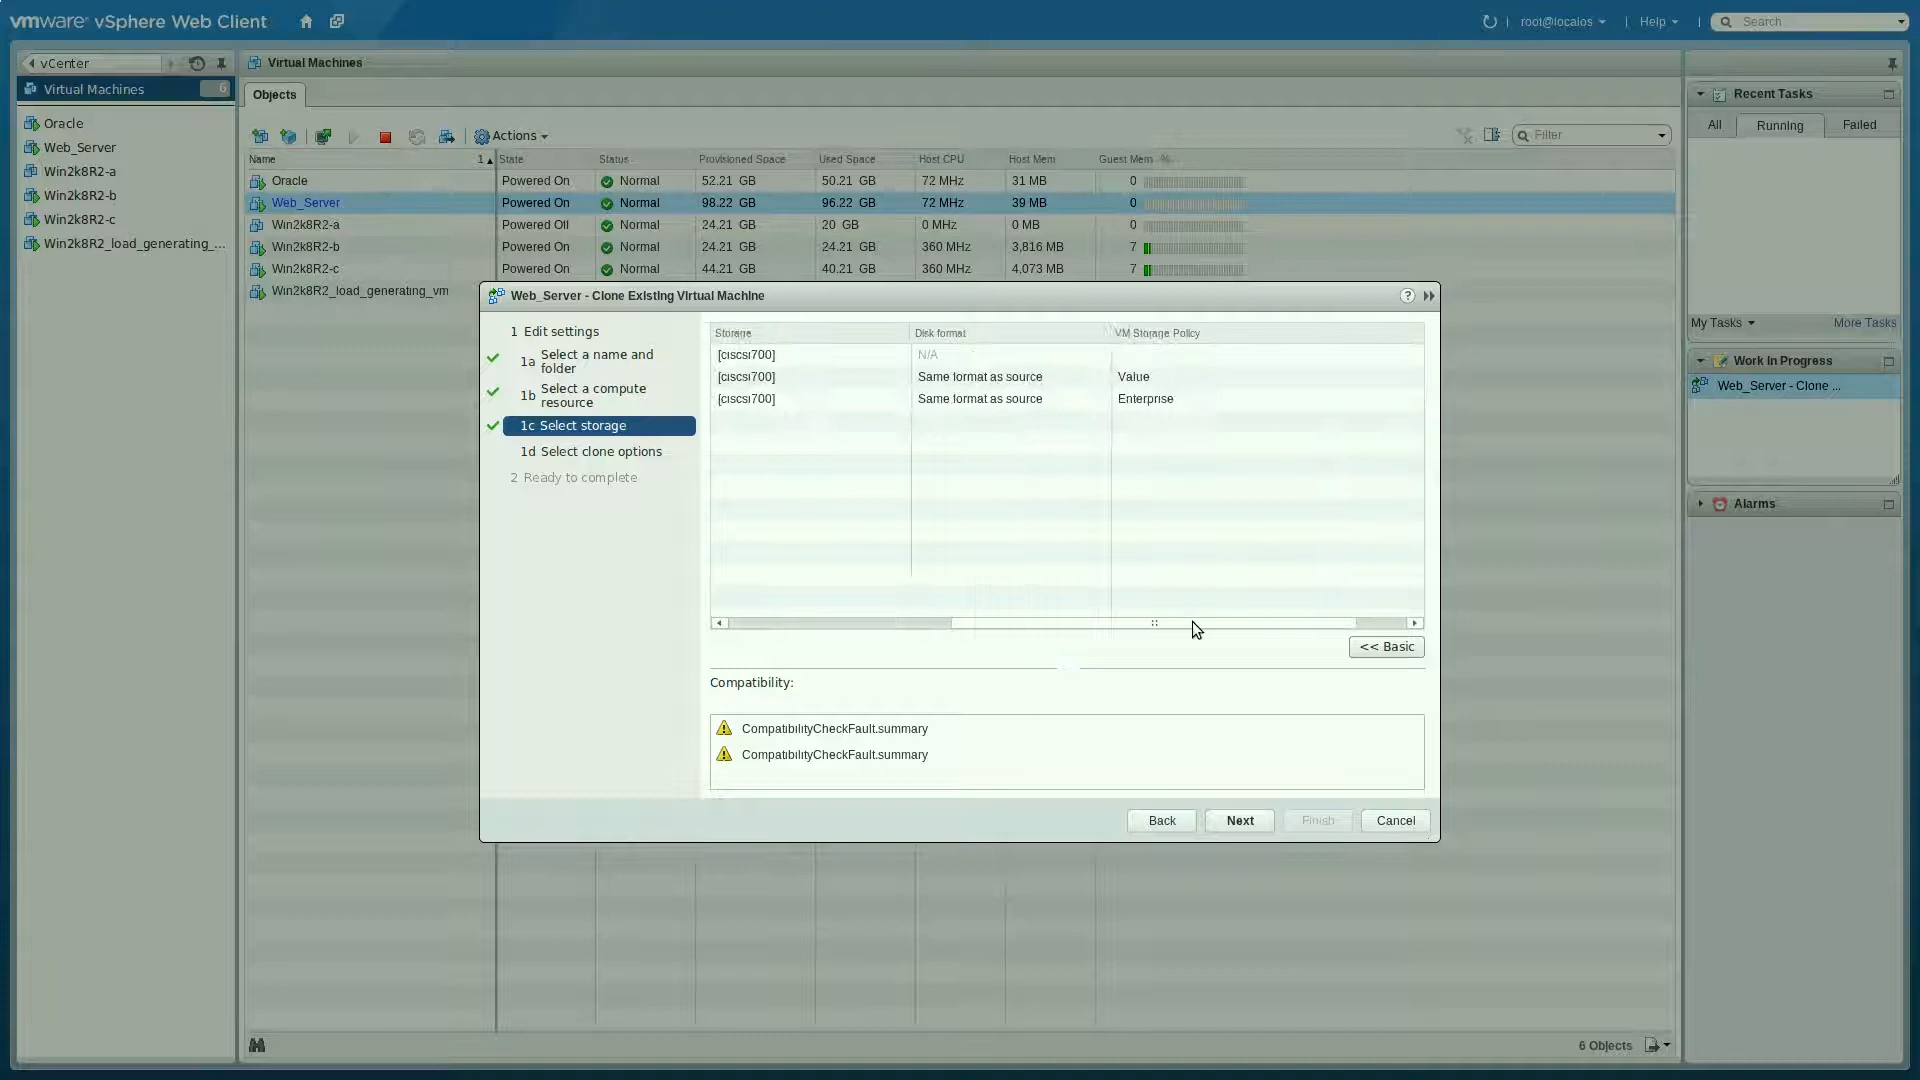 vmware® vSphere Web Client
root@localos
Help
Search
vCenter
Virtual Machines 6
Oracle
Web_Server
Win2k8R2-a
Win2k8R2-b
Win2k8R2-c
Win2k8R2_load_generating_...
Virtual Machines
Objects
Actions
Filter
Name 1 State Status Provisioned Space Used Space Host CPU Host Mem Guest Mem - %
Oracle Powered On Normal 52.21 GB 50.21 GB 72 MHz 31 MB 0
Web_Server Powered On Normal 98.22 GB 96.22 GB 72 MHz 39 MB 0
Win2k8R2-a Powered Off Normal 24.21 GB 20 GB 0 MHz 0 MB 0
Win2k8R2-b Powered On Normal 24.21 GB 24.21 GB 360 MHz 3,816 MB 7
Win2k8R2-c Powered On Normal 44.21 GB 40.21 GB 360 MHz 4,073 MB 7
Win2k8R2_load_generating_vm
Web_Server - Clone Existing Virtual Machine
1 Edit settings
1a Select a name and
folder
1b Select a compute
resource
1c Select storage
1d Select clone options
2 Ready to complete
Storage Disk format VM Storage Policy
[ciscsi700] N/A
[ciscsi700] Same format as source Value
[ciscsi700] Same format as source Enterprise
<< Basic
Compatibility:
CompatibilityCheckFault.summary
CompatibilityCheckFault.summary
Back Next Finish Cancel
6 Objects
Recent Tasks
All Running Failed
My Tasks More Tasks
Work In Progress
Web_Server - Clone ...
Alarms